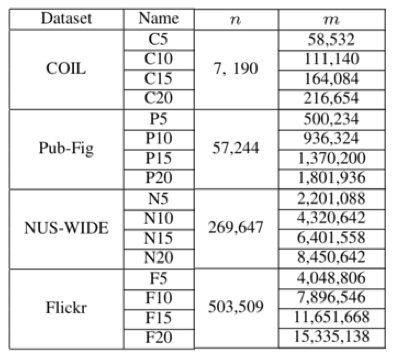 Dataset Name n m
COIL C5 7, 190 58,532
C10 111,140
C15 164,084
C20 216,654
Pub-Fig P5 57,244 500,234
P10 936,324
P15 1,370,200
P20 1,801,936
NUS-WIDE N5 269,647 2,201,088
N10 4,320,642
N15 6,401,558
N20 8,450,642
Flickr F5 503,509 4,048,806
F10 7,896,546
F15 11,651,668
F20 15,335,138